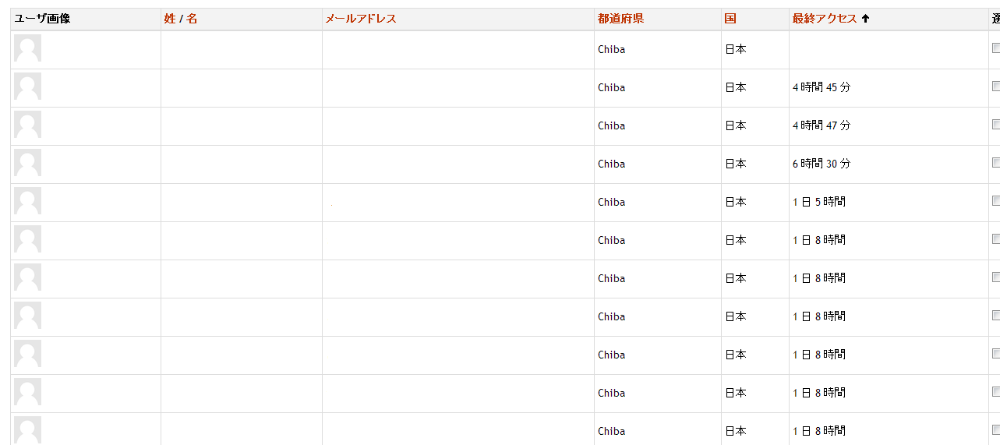 ユーザ画像 姓 / 名 メールアドレス 都道府県 国 最終アクセス ↑
Chiba 日本
Chiba 日本 4 時間 45 分
Chiba 日本 4 時間 47 分
Chiba 日本 6 時間 30 分
Chiba 日本 1 日 5 時間
Chiba 日本 1 日 8 時間
Chiba 日本 1 日 8 時間
Chiba 日本 1 日 8 時間
Chiba 日本 1 日 8 時間
Chiba 日本 1 日 8 時間
Chiba 日本 1 日 8 時間